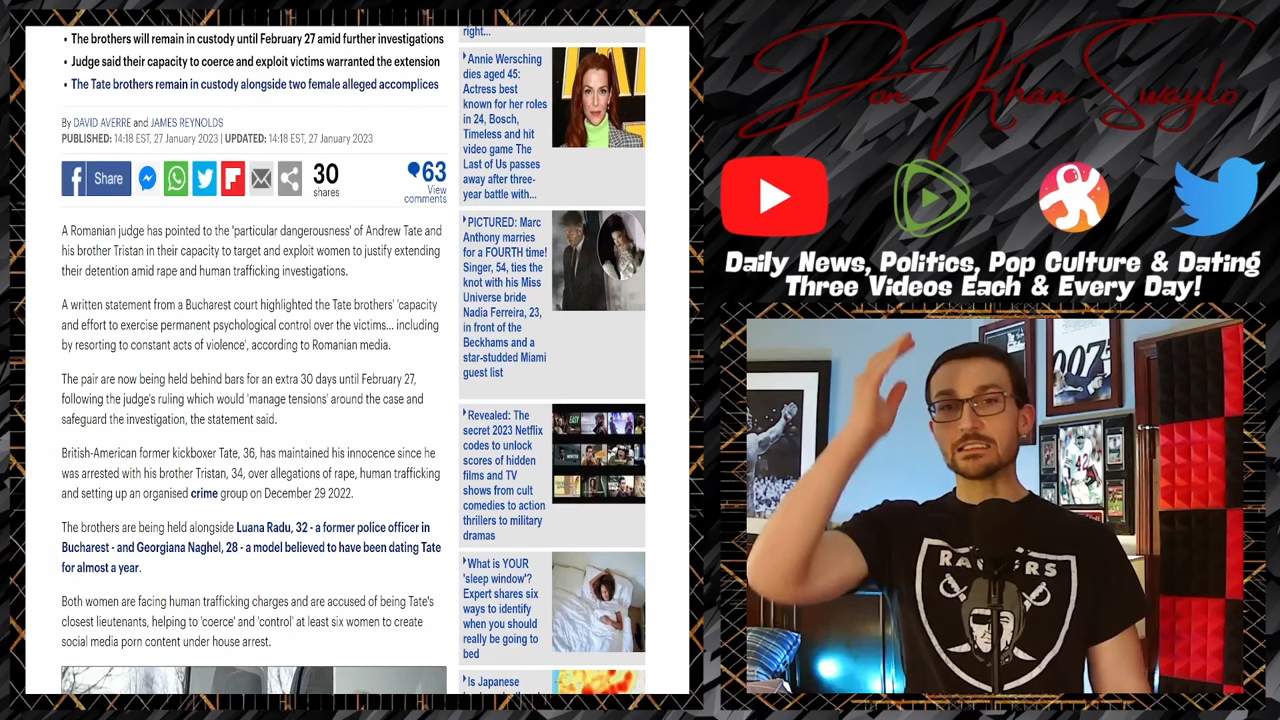 • The brothers will remain in custody until February 27 amid further investigations
• Judge said their capacity to coerce and exploit victims warranted the extension
• The Tate brothers remain in custody alongside two female alleged accomplices
By DAVID AVERRE and JAMES REYNOLDS
PUBLISHED: 14:18 EST, 27 January 2023 | UPDATED: 14:18 EST, 27 January 2023
f Share
30
shares
63
View
comments
A Romanian judge has pointed to the 'particular dangerousness' of Andrew Tate and
his brother Tristan in their capacity to target and exploit women to justify extending
their detention amid rape and human trafficking investigations.
A written statement from a Bucharest court highlighted the Tate brothers' 'capacity
and effort to exercise permanent psychological control over the victims... including
by resorting to constant acts of violence', according to Romanian media.
The pair are now being held behind bars for an extra 30 days until February 27,
following the judge's ruling which would 'manage tensions' around the case and
safeguard the investigation, the statement said.
British-American former kickboxer Tate, 36, has maintained his innocence since he
was arrested with his brother Tristan, 34, over allegations of rape, human trafficking
and setting up an organised crime group on December 29 2022.
The brothers are being held alongside Luana Radu, 32 - a former police officer in
Bucharest - and Georgiana Naghel, 28 - a model believed to have been dating Tate
for almost a year.
Both women are facing human trafficking charges and are accused of being Tate's
closest lieutenants, helping to 'coerce' and 'control' at least six women to create
social media porn content under house arrest.
right...
Annie Wersching
dies aged 45:
Actress best
known for her roles
in 24, Bosch,
Timeless and hit
video game The
Last of Us passes
away after three-
year battle with...
PICTURED: Marc
Anthony marries
for a FOURTH time!
Singer, 54, ties the
knot with his Miss
Universe bride
Nadia Ferreira, 23,
in front of the
Beckhams and a
star-studded Miami
guest list
Revealed: The
secret 2023 Netflix
codes to unlock
scores of hidden
films and TV
shows from cult
comedies to action
thrillers to military
dramas
What is YOUR
'sleep window'?
Expert shares six
ways to identify
when you should
really be going to
bed
Is Japanese
Don Khan Swaylo
Daily News, Politics, Pop Culture & Dating
Three Videos Each & Every Day!
007
42
RAIDERS